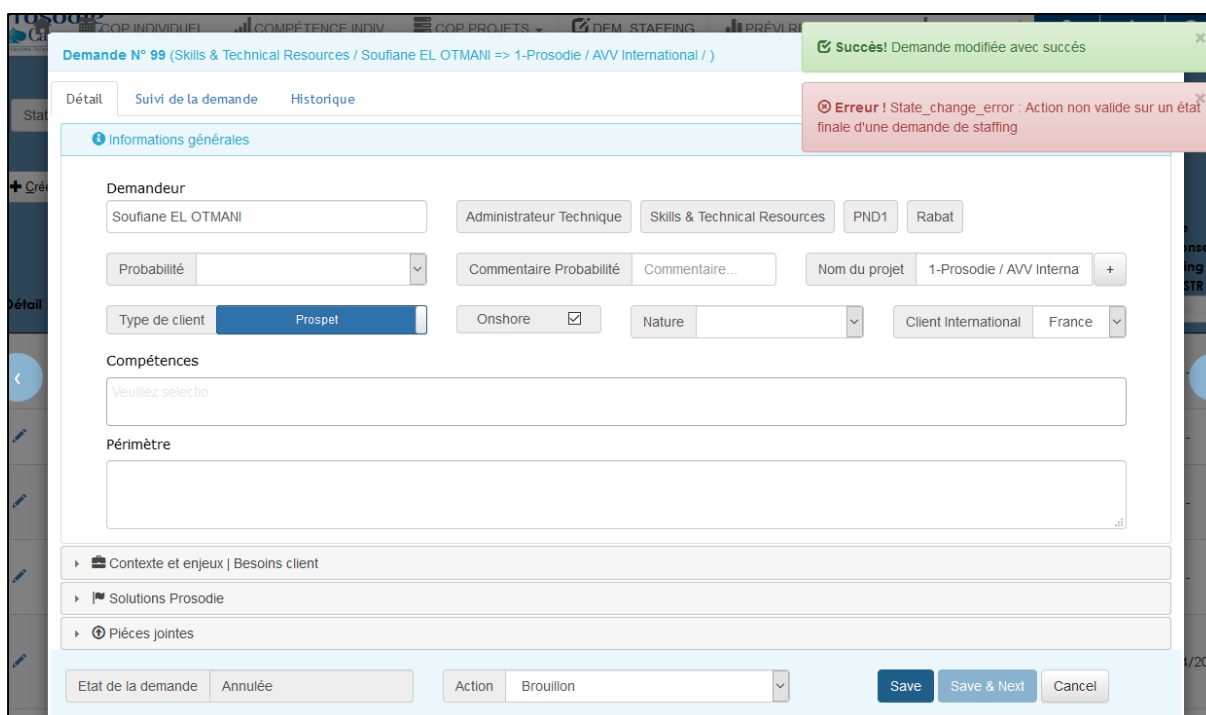 COP INDIVIDUEL COMPÉTENCE INDIV. COP PROJETS DEM. STAFFING
Demande N° 99 (Skills & Technical Resources / Soufiane EL OTMANI => 1-Prosodie / AVV International / )
Succès! Demande modifiée avec succés
Détail Suivi de la demande Historique
Erreur ! State_change_error : Action non valide sur un état
finale d'une demande de staffing
Informations générales
Demandeur
Soufiane EL OTMANI Administrateur Technique Skills & Technical Resources PND1 Rabat
Probabilité Commentaire Probabilité Commentaire... Nom du projet 1-Prosodie / AVV Interna +
Détail
Type de client Prospet Onshore Nature Client International France
Compétences
Veuillez selectio
Périmètre
Contexte et enjeux | Besoins client
Solutions Prosodie
Piéces jointes
Etat de la demande Annulée Action Brouillon Save Save & Next Cancel